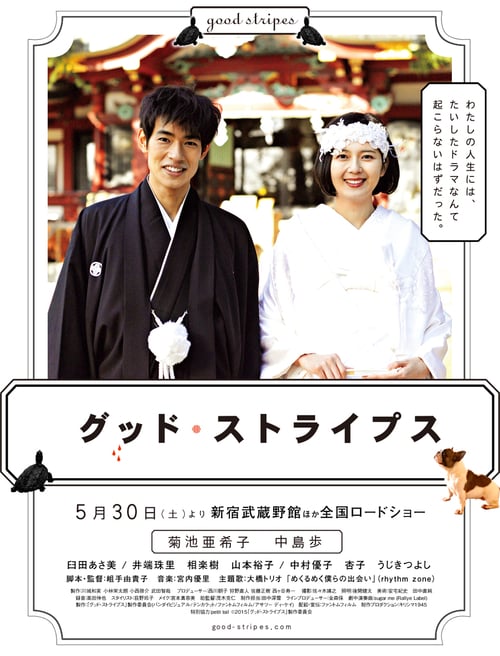 good stripes
わたしの人生には、
たいしたドラマなんて
起こらないはずだった。
グッド・ストライプス
5月30日(土)より 新宿武蔵野館ほか全国ロードショー
菊池亜希子 中島歩
臼田あさ美 / 井端珠里 相楽樹 山本裕子 / 中村優子 杏子 うじきつよし
脚本・監督:岨手由貴子 音楽:宮内優里 主題歌:大橋トリオ 「めくるめく僕らの出会い」(rhythm zone)
good-stripes.com